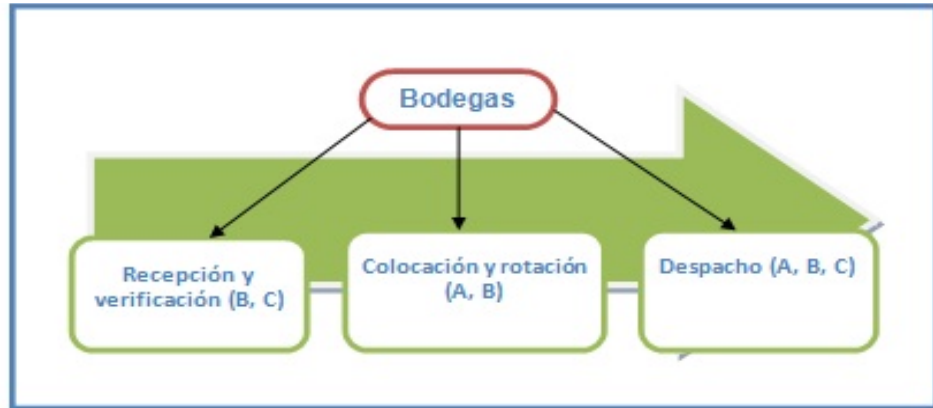 Bodegas
Recepción y
verificación (B, C)
Colocación y rotación
(A, B)
Despacho (A, B, C)